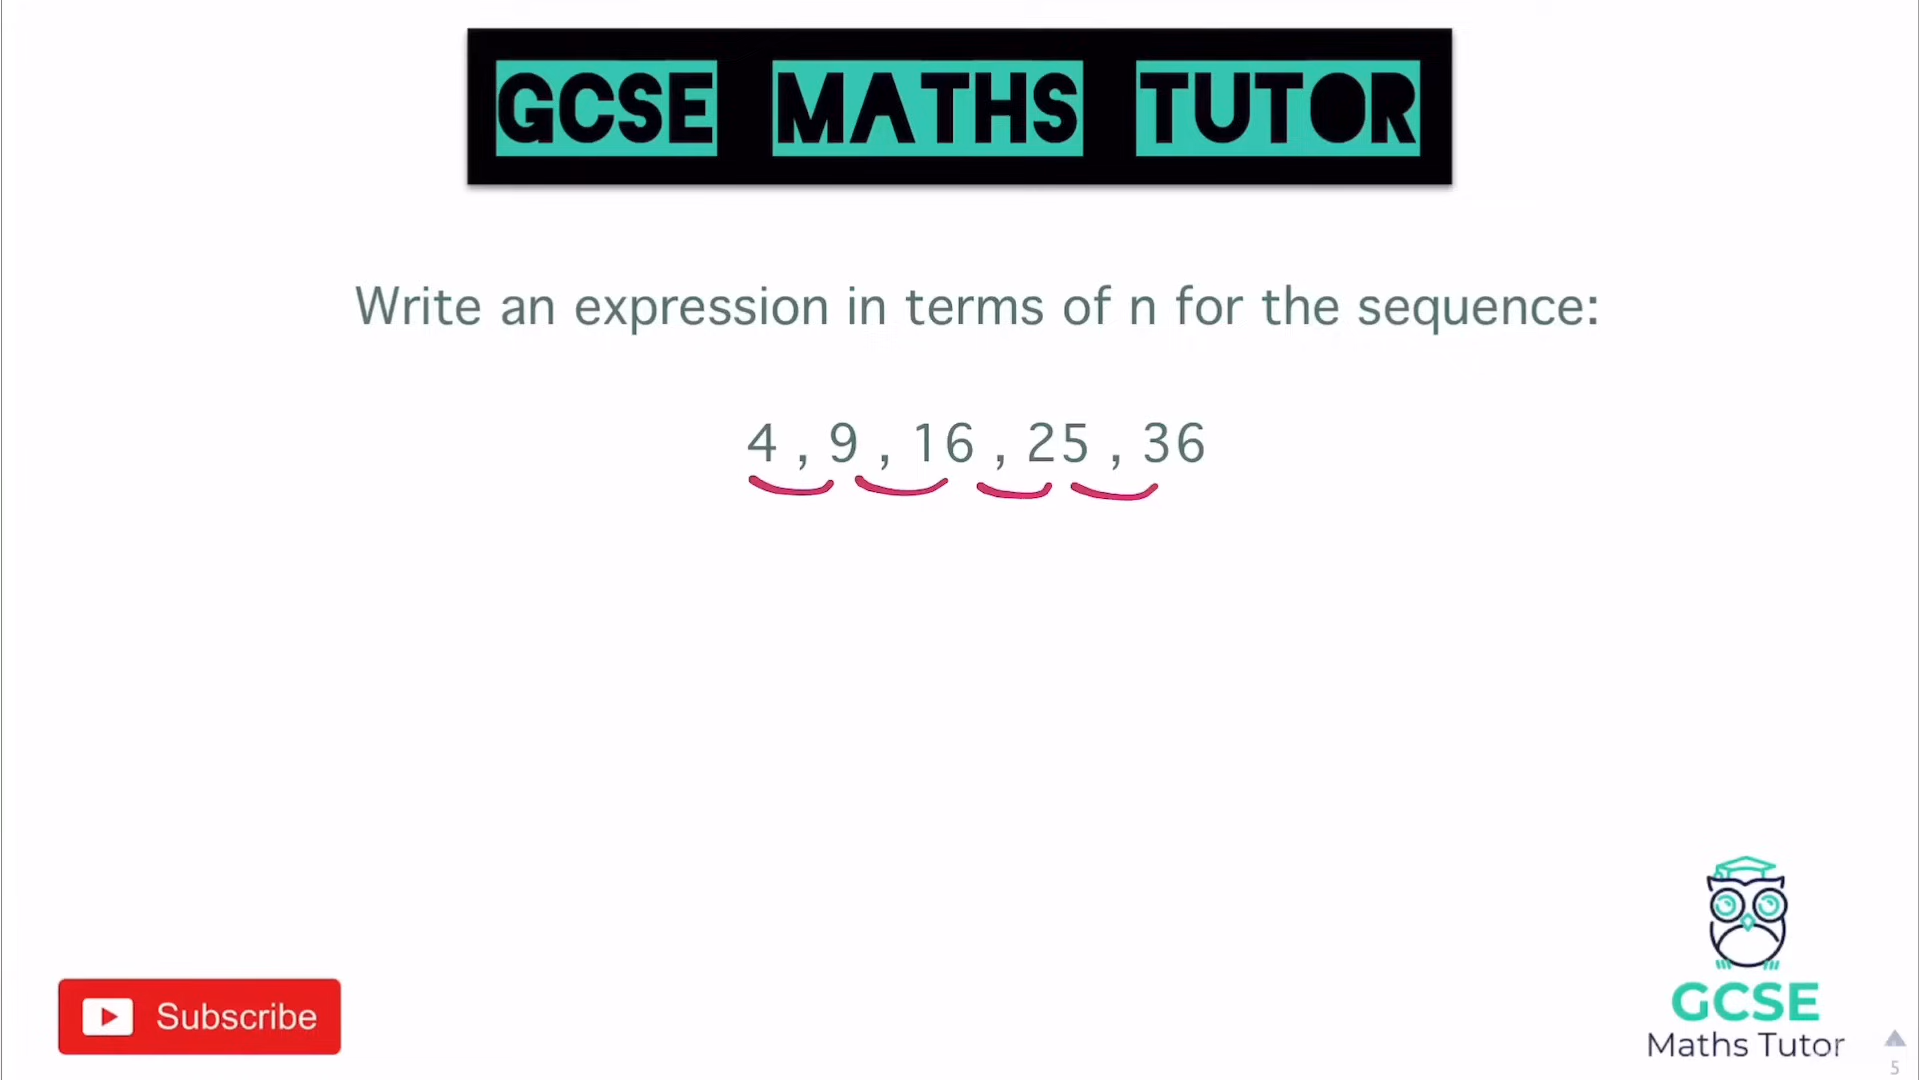 GCSE MATHS TUTOR
Write an expression in terms of n for the sequence:
4 , 9 , 16 , 25 , 36
Subscribe
GCSE
Maths Tutor
5